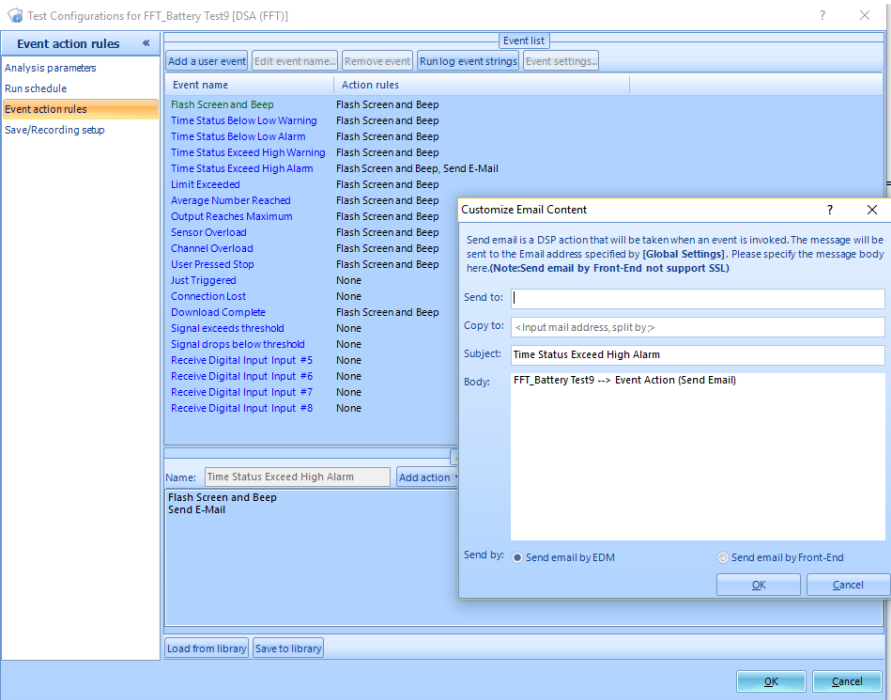 Test Configurations for FFT_Battery Test9 [DSA (FFT)]
? ×
Event action rules «
Analysis parameters
Run schedule
Event action rules
Save/Recording setup
Event list
Add a user event Edit event name... Remove event Run log event strings Event settings...
Event name Action rules
Flash Screen and Beep Flash Screen and Beep
Time Status Below Low Warning Flash Screen and Beep
Time Status Below Low Alarm Flash Screen and Beep
Time Status Exceed High Warning Flash Screen and Beep
Time Status Exceed High Alarm Flash Screen and Beep, Send E-Mail
Limit Exceeded Flash Screen and Beep
Average Number Reached Flash Screen and Beep
Output Reaches Maximum Flash Screen and Beep
Sensor Overload Flash Screen and Beep
Channel Overload Flash Screen and Beep
User Pressed Stop Flash Screen and Beep
Just Triggered None
Connection Lost None
Download Complete Flash Screen and Beep
Signal exceeds threshold None
Signal drops below threshold None
Receive Digital Input Input #5 None
Receive Digital Input Input #6 None
Receive Digital Input Input #7 None
Receive Digital Input Input #8 None
Name: Time Status Exceed High Alarm Add action
Flash Screen and Beep
Send E-Mail
Load from library Save to library
Customize Email Content ? ×
Send email is a DSP action that will be taken when an event is invoked. The message will be
sent to the Email address specified by [Global Settings]. Please specify the message body
here.(Note:Send email by Front-End not support SSL)
Send to:
Copy to: <Input mail address, split by;>
Subject: Time Status Exceed High Alarm
Body: FFT_Battery Test9 --> Event Action (Send Email)
Send by: Send email by EDM Send email by Front-End
OK Cancel
OK Cancel